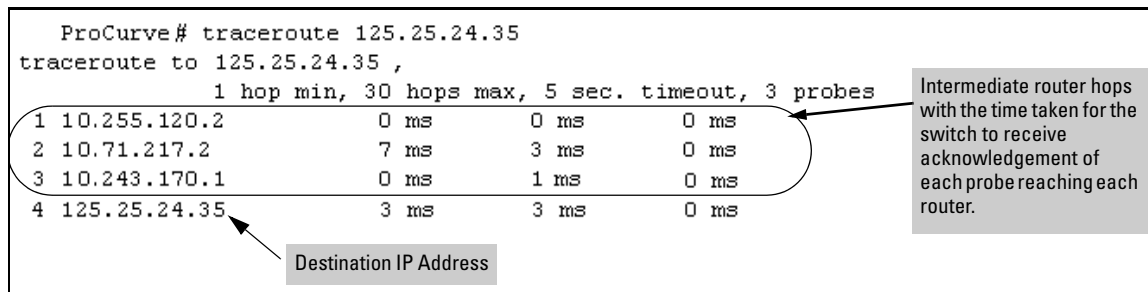 ProCurve# traceroute 125.25.24.35
traceroute to 125.25.24.35 ,
1 hop min, 30 hops max, 5 sec. timeout, 3 probes
1 10.255.120.2 0 ms 0 ms 0 ms
2 10.71.217.2 7 ms 3 ms 0 ms
3 10.243.170.1 0 ms 1 ms 0 ms
4 125.25.24.35 3 ms 3 ms 0 ms
Intermediate router hops
with the time taken for the
switch to receive
acknowledgement of
each probe reaching each
router.
Destination IP Address